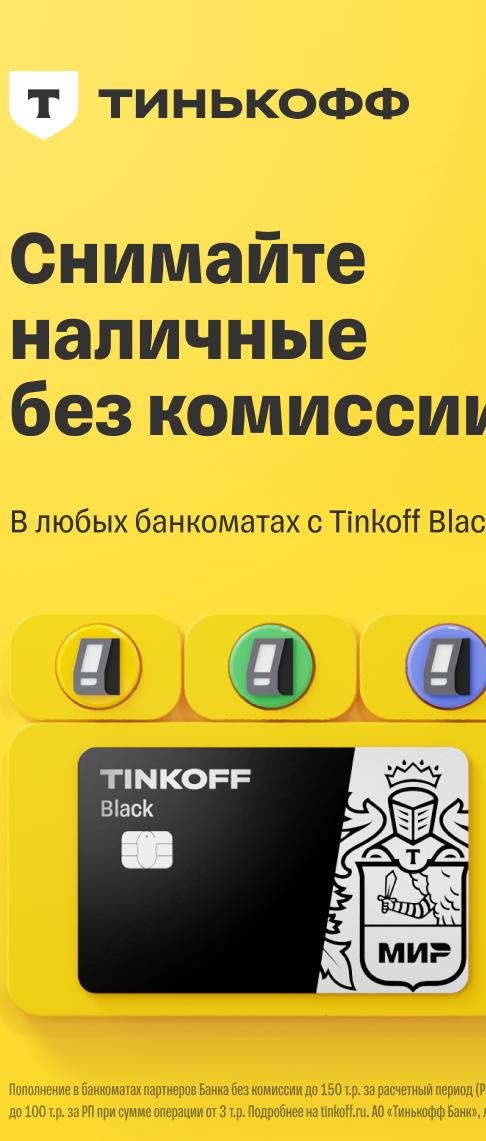 Т ТИНЬКОФФ
Снимайте
наличные
без комиссии
В любых банкоматах с Tinkoff Blac
TINKOFF
Black
Т
МИР
Пополнение в банкоматах партнеров Банка без комиссии до 150 т.р. за расчетный период (Р
до 100 т.р. за РП при сумме операции от 3 т.р. Подробнее на tinkoff.ru. АО «Тинькофф Банк», л